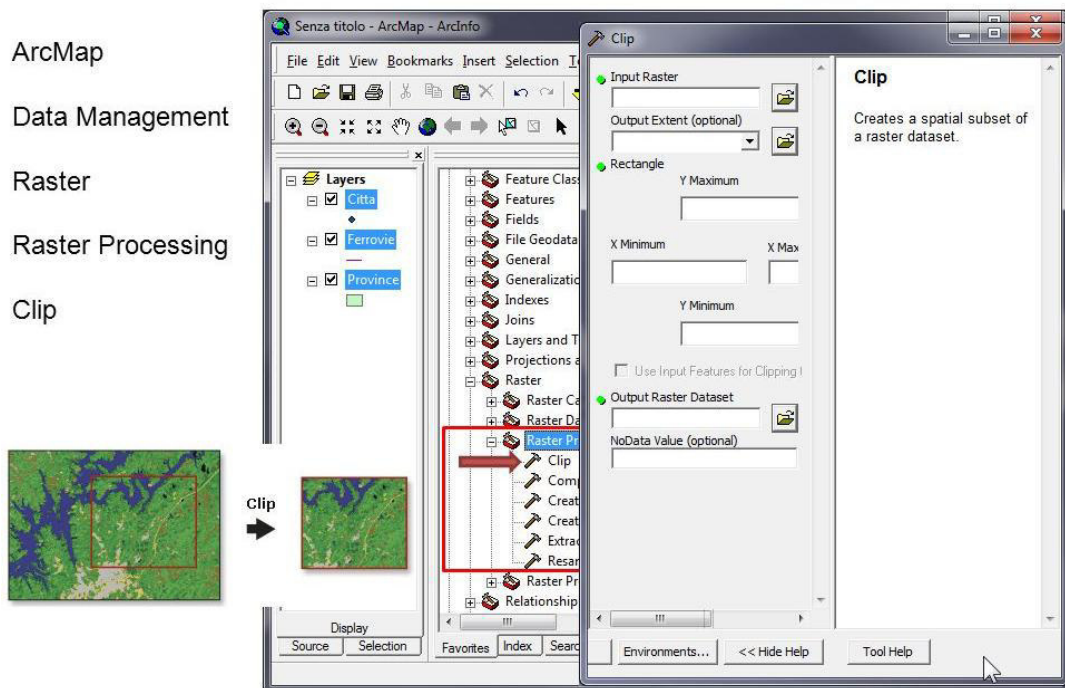 ArcMap
Data Management
Raster
Raster Processing
Clip
Clip
Senza titolo - ArcMap - ArcInfo
File Edit View Bookmarks Insert Selection
Layers
Citta
Ferrovie
Province
Display
Source Selection
Feature Clas
Features
Fields
File Geodata
General
Generalizatio
Indexes
Joins
Layers and T
Projections a
Raster
Raster Ca
Raster Da
Raster Pr
Clip
Comp
Creat
Creat
Extrac
Resar
Raster Pr
Relationship
Favorites Index Searc
Clip
Input Raster
Output Extent (optional)
Rectangle
Y Maximum
X Minimum X Max
Y Minimum
Use Input Features for Clipping
Output Raster Dataset
NoData Value (optional)
Environments... << Hide Help Tool Help
Clip
Creates a spatial subset of
a raster dataset.